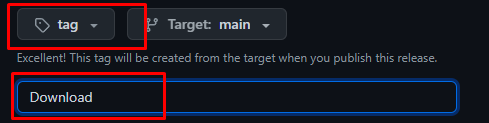 tag Target: main
Excellent! This tag will be created from the target when you publish this release.
Download